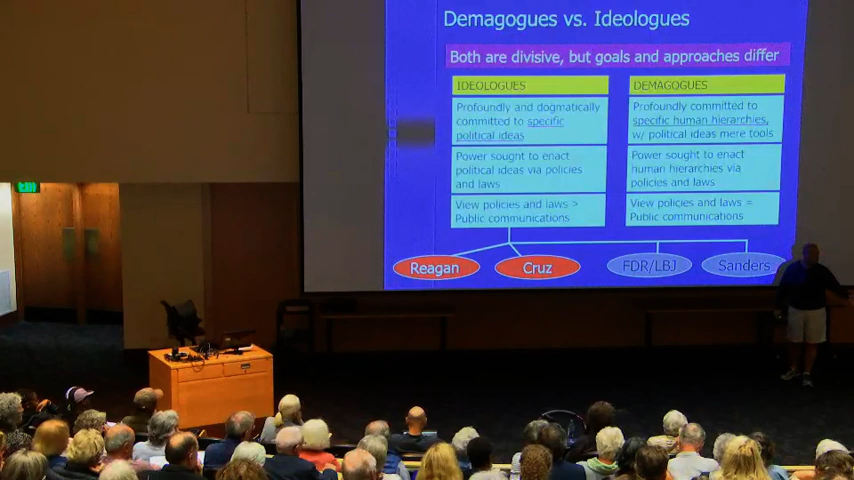 Demagogues vs. Ideologues
Both are divisive, but goals and approaches differ
IDEOLOGUES
Profoundly and dogmatically
committed to specific
political ideas
Power sought to enact
political ideas via policies
and laws
View policies and laws >
Public communications
DEMAGOGUES
Profoundly committed to
specific human hierarchies,
w/ political ideas mere tools
Power sought to enact
human hierarchies via
policies and laws
View policies and laws =
Public communications
Reagan
Cruz
FDR/LBJ
Sanders